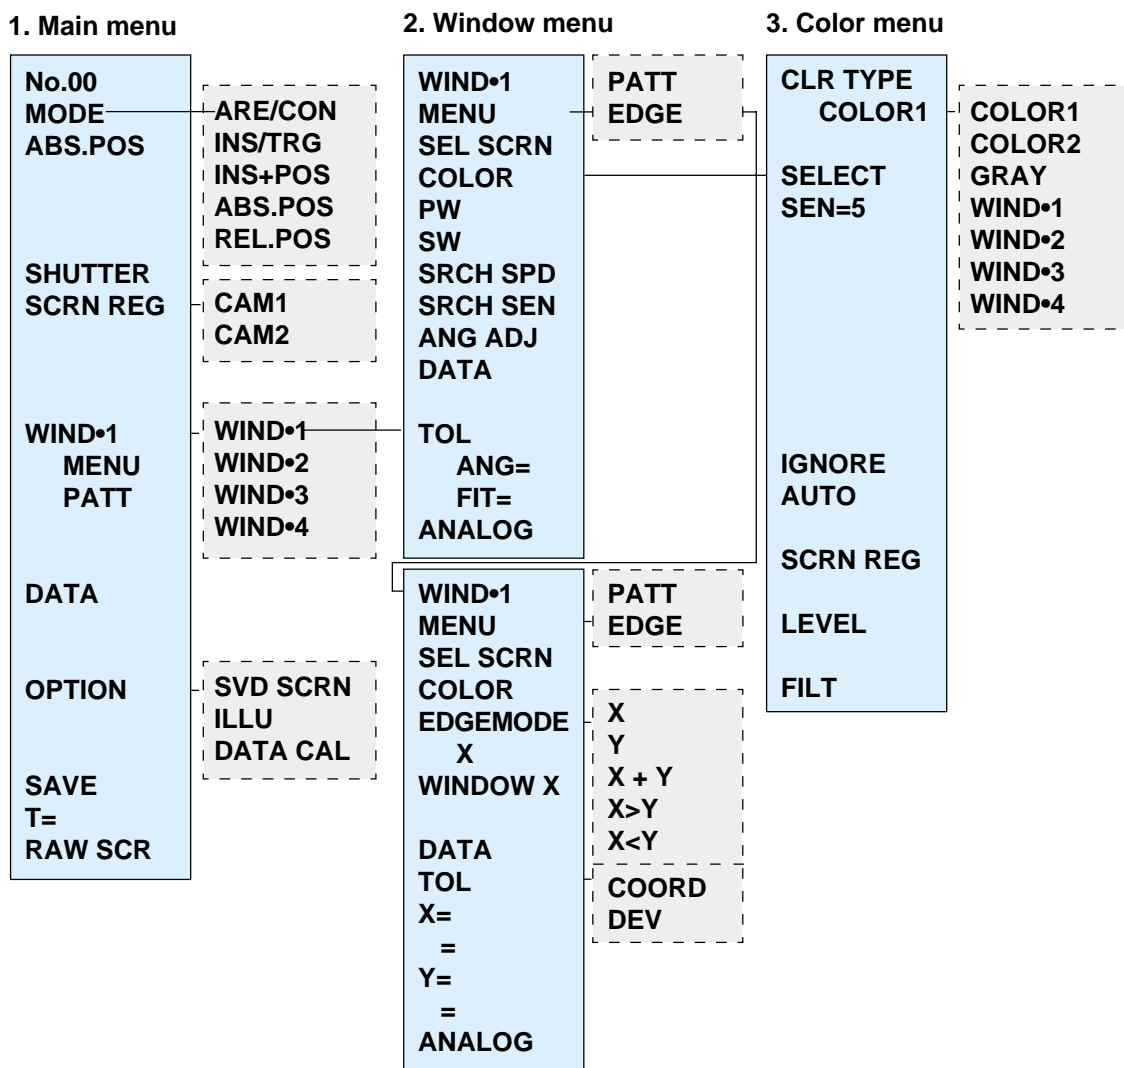 1. Main menu
No.00
MODE
ABS.POS
SHUTTER
SCRN REG
WIND•1
MENU
PATT
DATA
OPTION
SAVE
T=
RAW SCR
ARE/CON
INS/TRG
INS+POS
ABS.POS
REL.POS
CAM1
CAM2
WIND•1
WIND•2
WIND•3
WIND•4
SVD SCRN
ILLU
DATA CAL
2. Window menu
WIND•1
MENU
SEL SCRN
COLOR
PW
SW
SRCH SPD
SRCH SEN
ANG ADJ
DATA
TOL
ANG=
FIT=
ANALOG
PATT
EDGE
WIND•1
MENU
SEL SCRN
COLOR
EDGEMODE
X
WINDOW X
DATA
TOL
X=
=
Y=
=
ANALOG
PATT
EDGE
X
Y
X + Y
X>Y
X<Y
COORD
DEV
3. Color menu
CLR TYPE
COLOR1
SELECT
SEN=5
IGNORE
AUTO
SCRN REG
LEVEL
FILT
COLOR1
COLOR2
GRAY
WIND•1
WIND•2
WIND•3
WIND•4